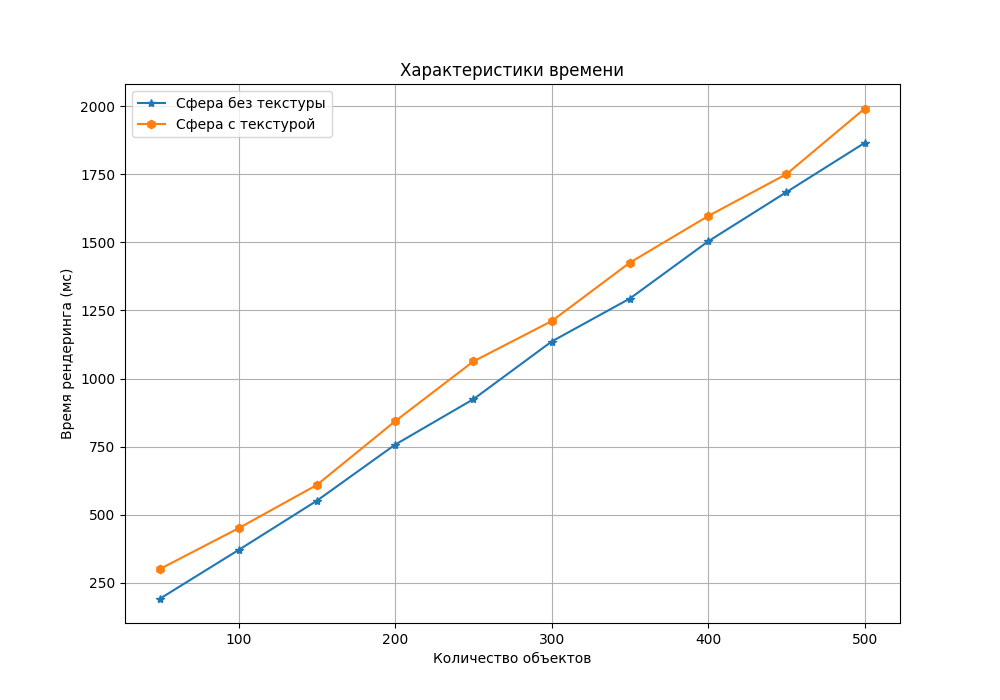 Характеристики времени
Сфера без текстуры
Сфера с текстурой
2000
1750
1500
1250
1000
750
500
250
Время рендеринга (мс)
100 200 300 400 500
Количество объектов